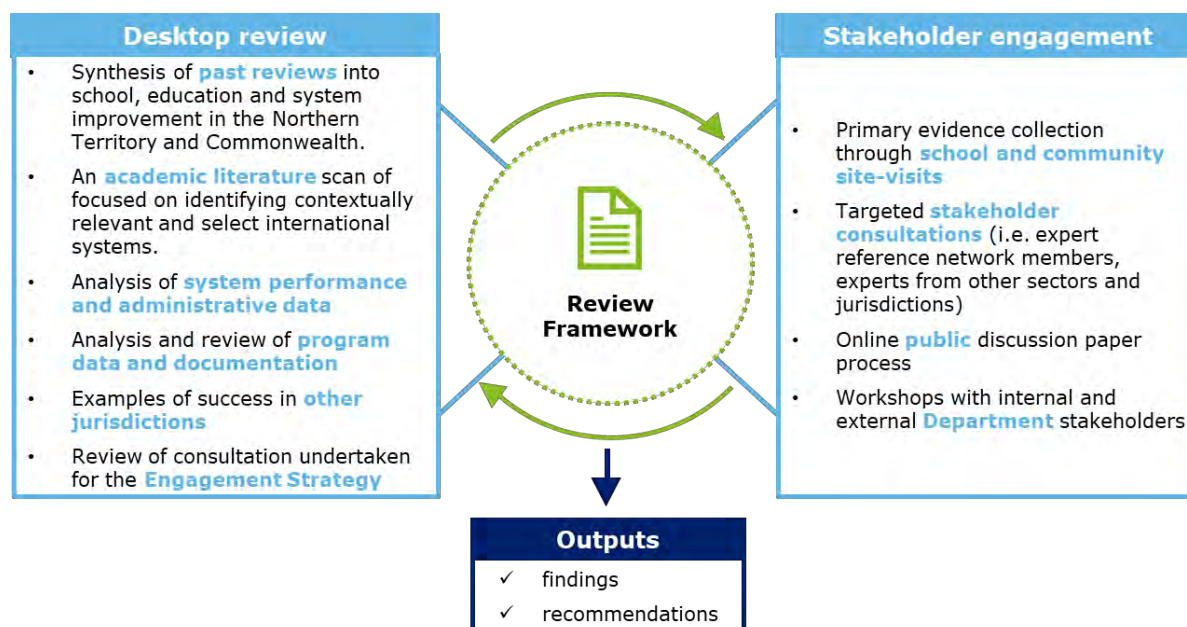 Desktop review
• Synthesis of past reviews into
school, education and system
improvement in the Northern
Territory and Commonwealth.
• An academic literature scan of
focused on identifying contextually
relevant and select international
systems.
• Analysis of system performance
and administrative data
• Analysis and review of program
data and documentation
• Examples of success in other
jurisdictions
• Review of consultation undertaken
for the Engagement Strategy
Review
Framework
Stakeholder engagement
• Primary evidence collection
through school and community
site-visits
• Targeted stakeholder
consultations (i.e. expert
reference network members,
experts from other sectors and
jurisdictions)
• Online public discussion paper
process
• Workshops with internal and
external Department stakeholders
Outputs
✓ findings
✓ recommendations